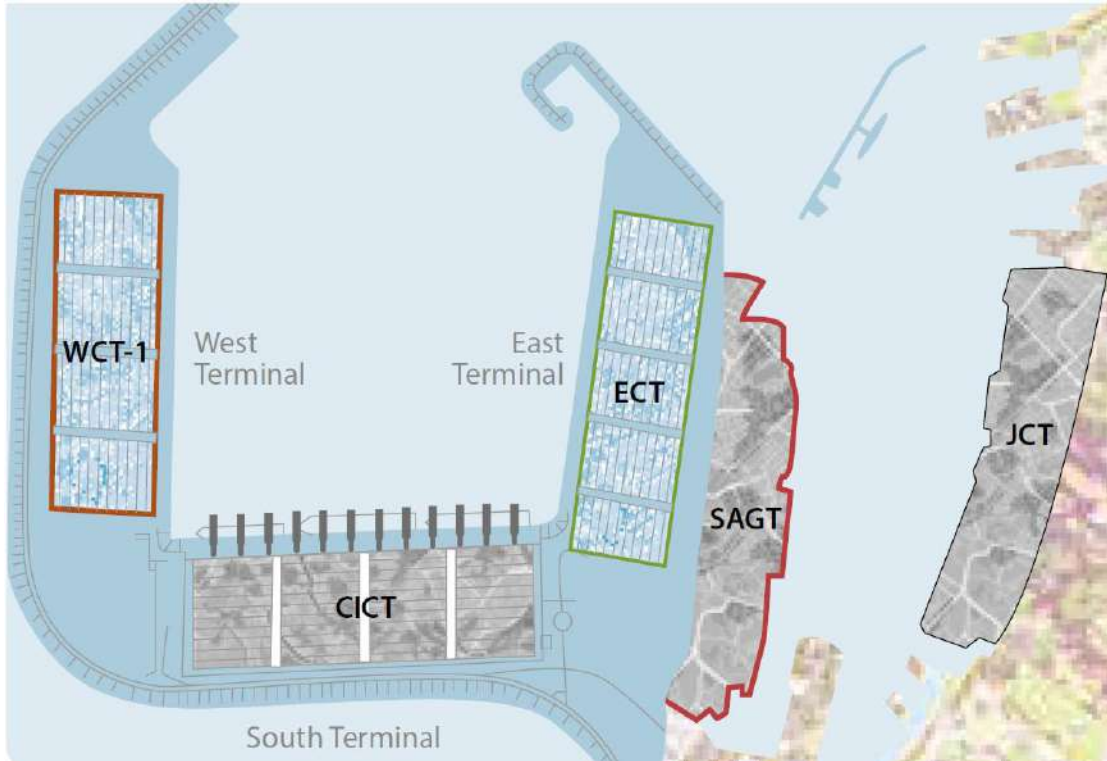 WCT-1
West
Terminal
East
Terminal
ECT
JCT
SAGT
CICT
South Terminal